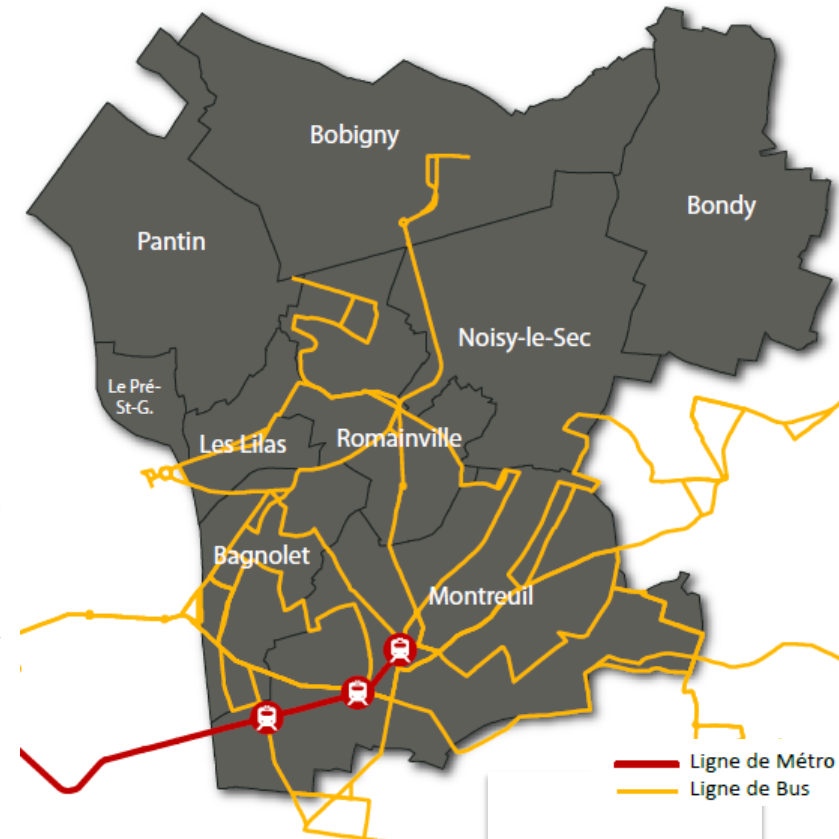 Bobigny
Bondy
Pantin
Noisy-le-Sec
Le Pré-
St-G.
Les Lilas
Romainville
Bagnolet
Montreuil
Ligne de Métro
Ligne de Bus